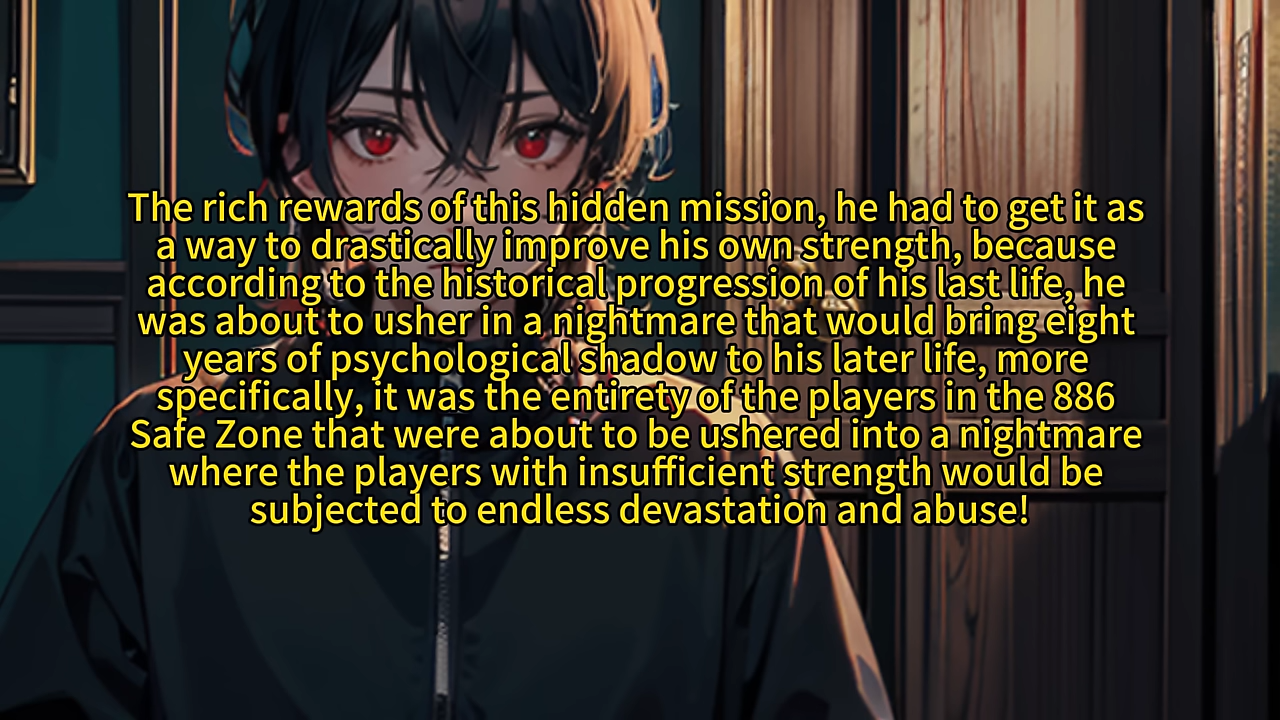 The rich rewards of this hidden mission, he had to get it as
a way to drastically improve his own strength, because
according to the historical progression of his last life, he
was about to usher in a nightmare that would bring eight
years of psychological shadow to his later life, more
specifically, it was the entirety of the players in the 886
Safe Zone that were about to be ushered into a nightmare
where the players with insufficient strength would be
subjected to endless devastation and abuse!